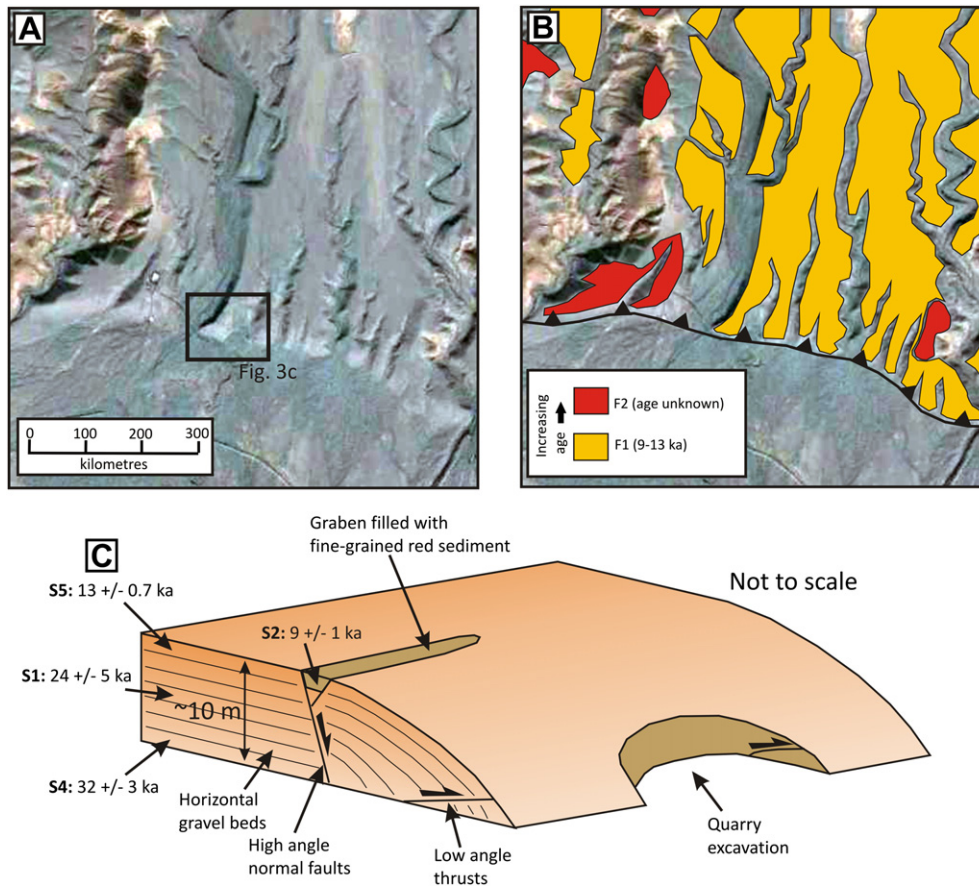 A
Fig. 3c
0 100 200 300
kilometres
B
Increasing
age
F2 (age unknown)
F1 (9-13 ka)
C
Graben filled with
fine-grained red sediment
Not to scale
S5: 13 +/- 0.7 ka
S2: 9 +/- 1 ka
S1: 24 +/- 5 ka
~10 m
S4: 32 +/- 3 ka
Horizontal
gravel beds
High angle
normal faults
Low angle
thrusts
Quarry
excavation